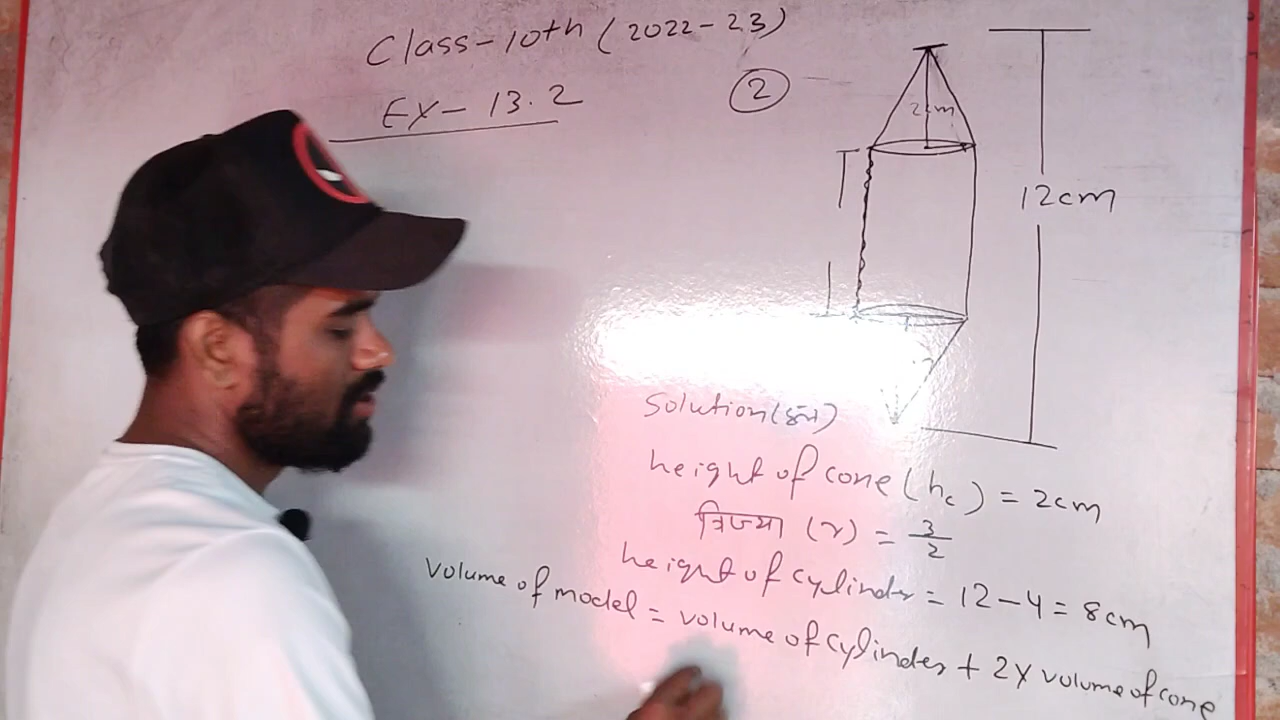 Class-10th (2022-23)
EX- 13.2
2
2cm
12cm
Solution(हल)
height of cone (hc) = 2cm
त्रिज्या (r) = 3/2
height of cylinder = 12-4 = 8cm
Volume of model = volume of cylinder + 2X volume of cone